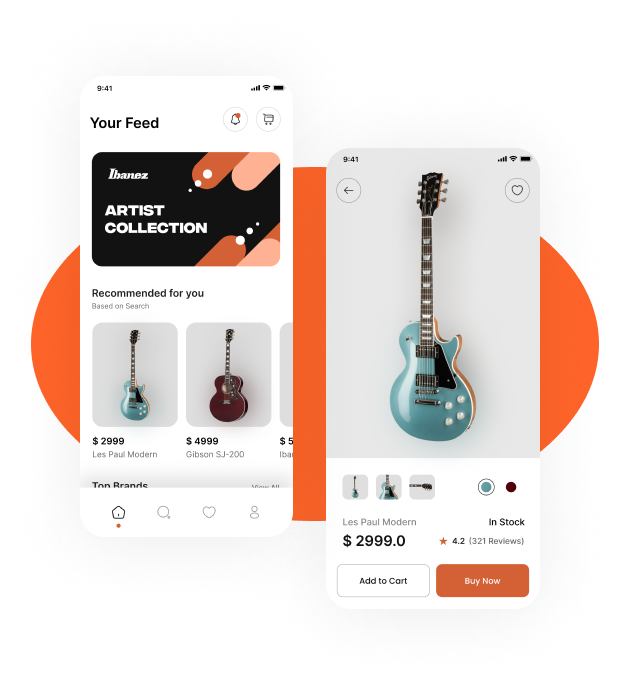 9:41
Your Feed
Ibanez
ARTIST
COLLECTION
Recommended for you
Based on Search
$ 2999
Les Paul Modern
$ 4999
Gibson SJ-200
$ 5
Iba
Top Brands
View All
9:41
Les Paul Modern
In Stock
$ 2999.0
4.2 (321 Reviews)
Add to Cart
Buy Now